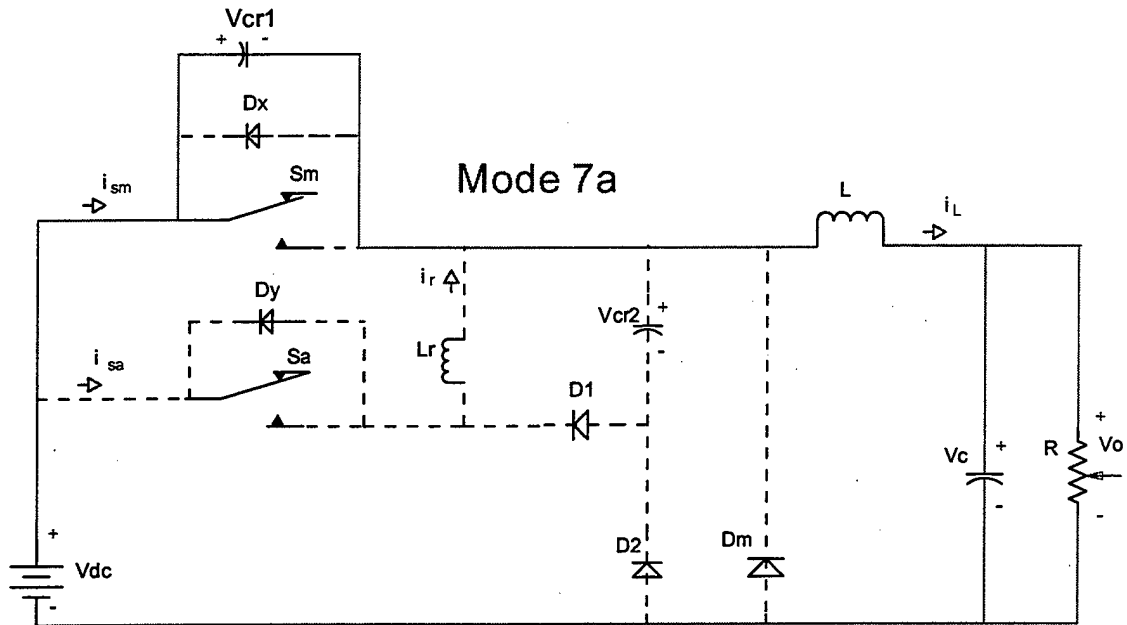 Vcr1
+ -
Dx
Sm
Mode 7a
i sm
L
i L
i r
Dy
Vcr2
+
-
Lr
i sa
Sa
D1
Vc
+
-
R
+
Vo
-
D2
Dm
+
Vdc
-